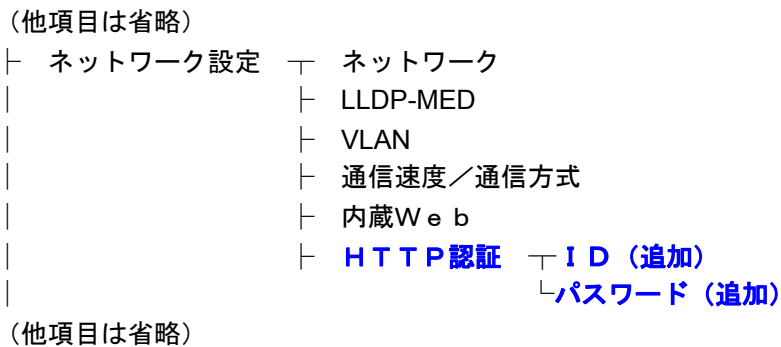 （他項目は省略）
├　ネットワーク設定　┬　ネットワーク
│　├　LLDP-MED
│　├　VLAN
│　├　通信速度／通信方式
│　├　内蔵Ｗｅｂ
│　├　ＨＴＴＰ認証　┬ＩＤ（追加）
│　└パスワード（追加）
（他項目は省略）